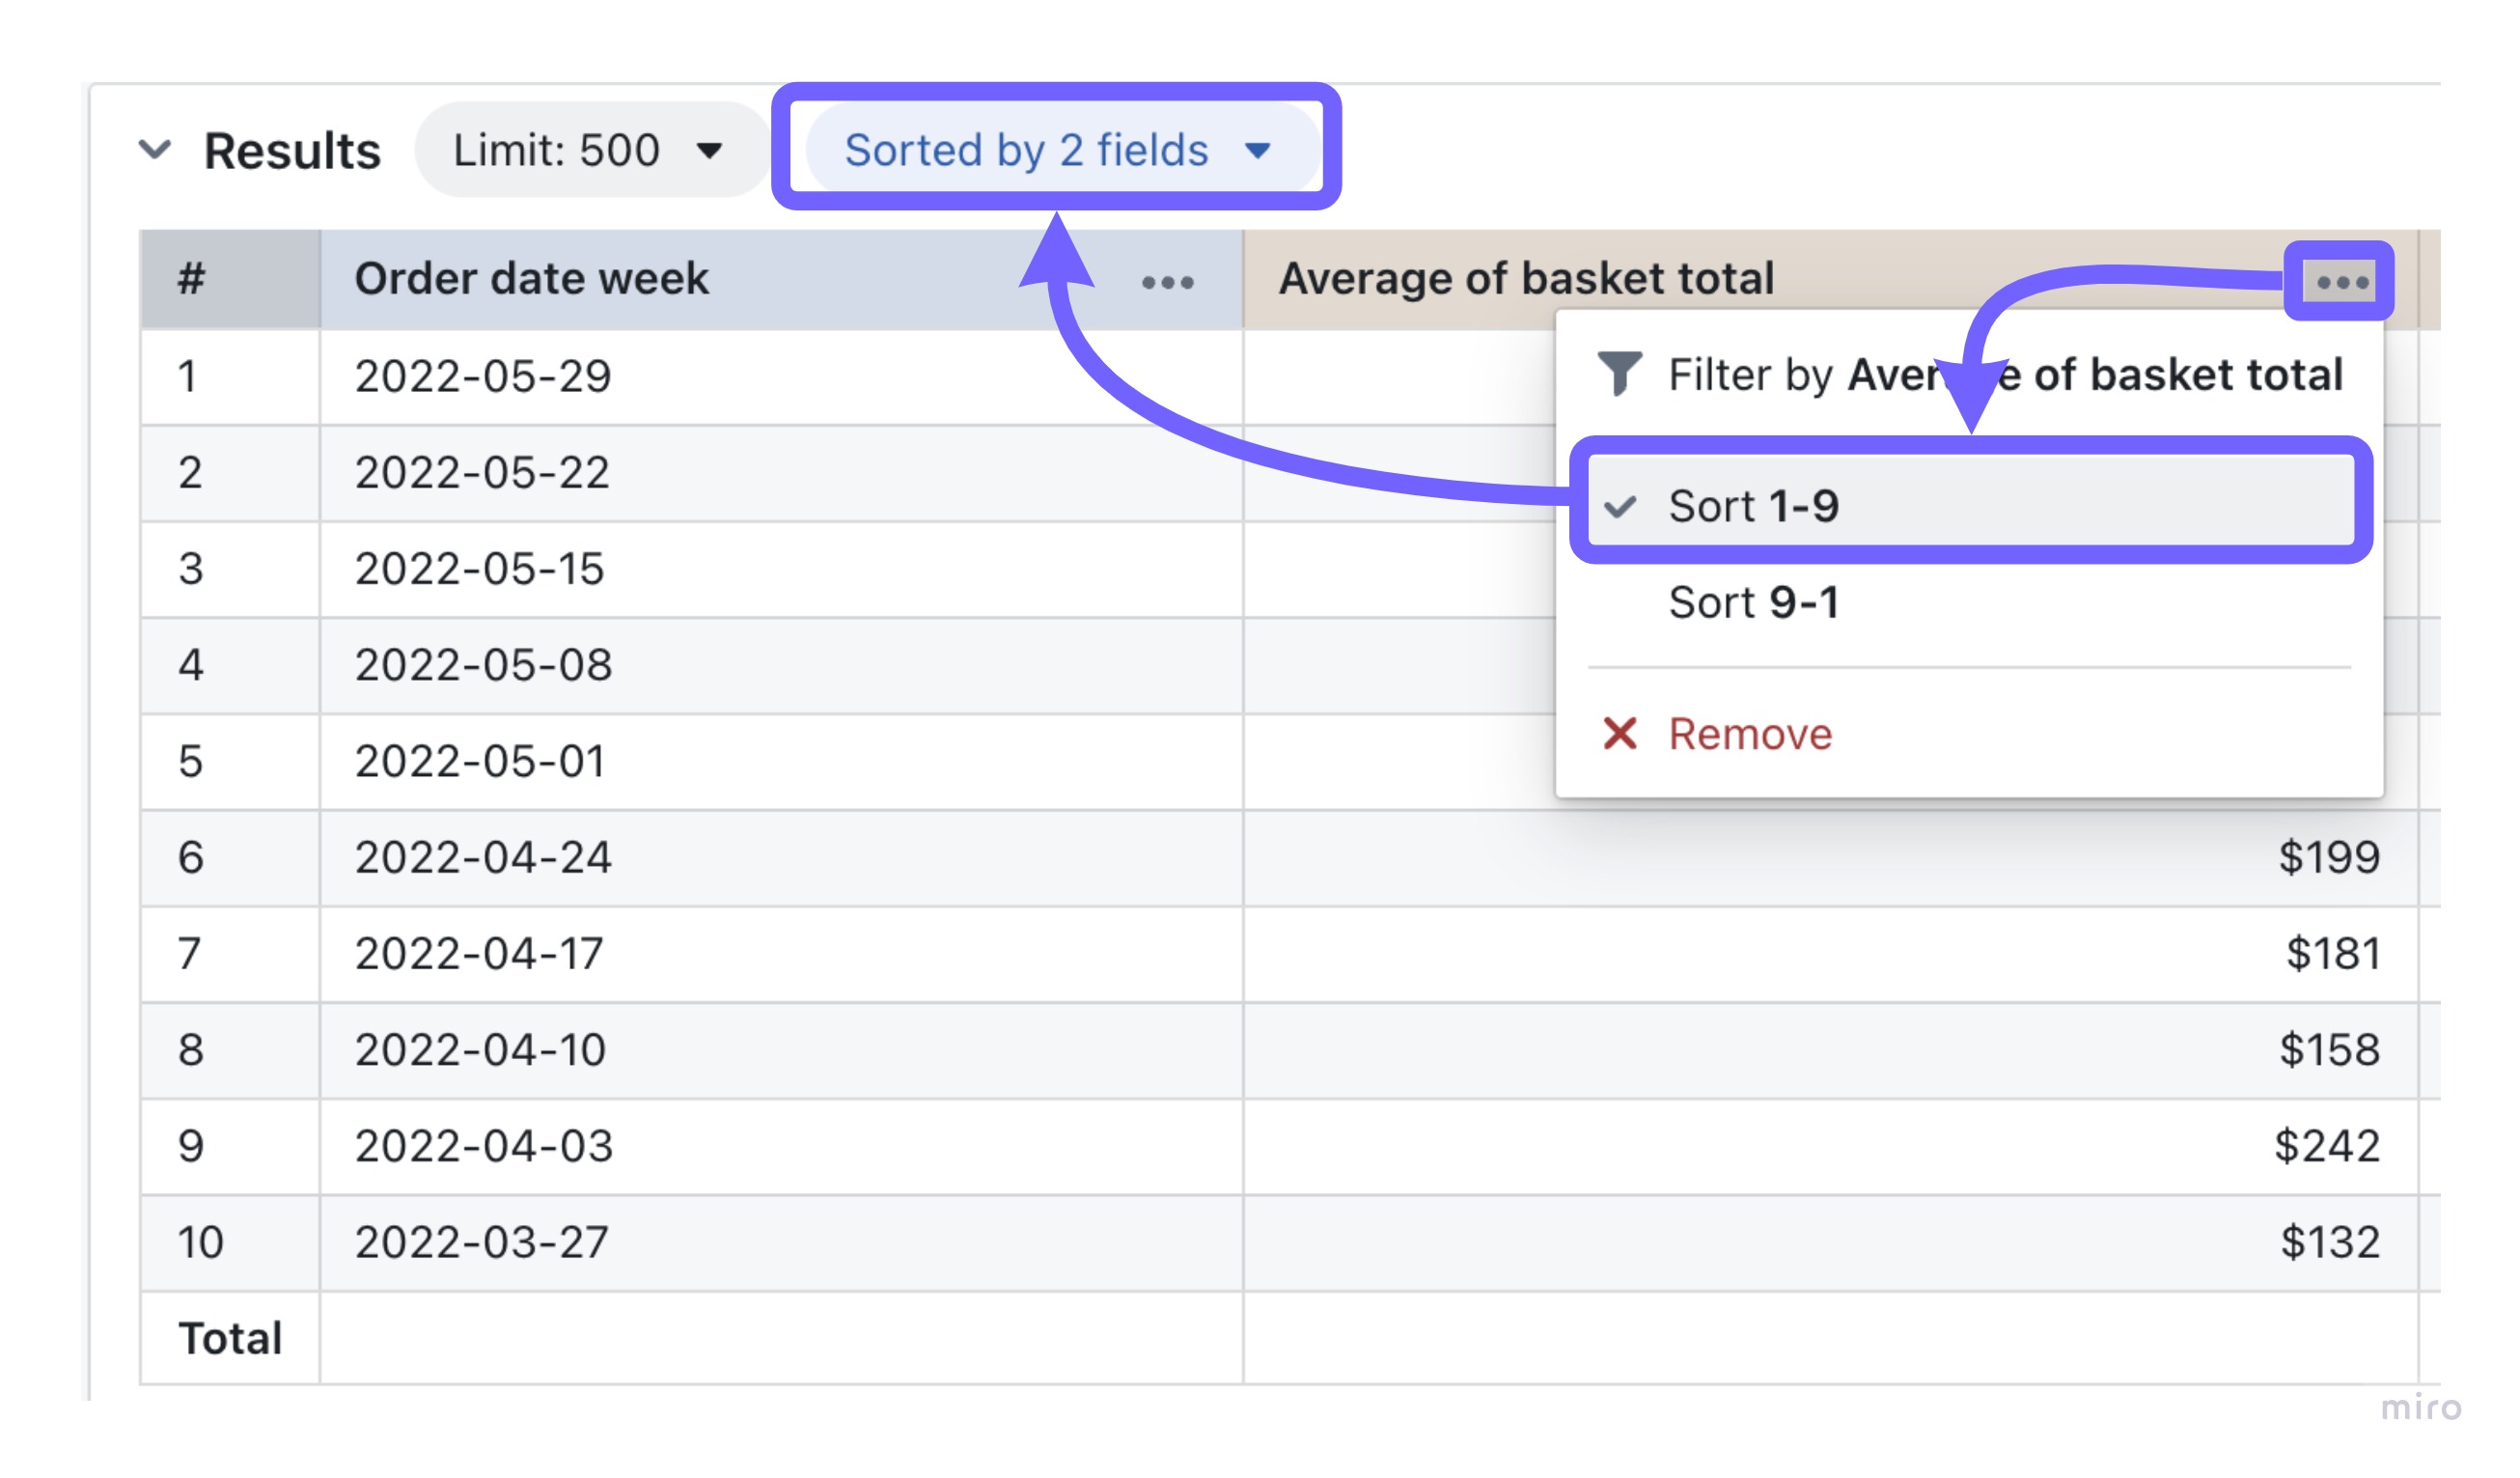 Results Limit: 500 Sorted by 2 fields
# Order date week Average of basket total
1 2022-05-29
2 2022-05-22
3 2022-05-15
4 2022-05-08
5 2022-05-01
6 2022-04-24 $199
7 2022-04-17 $181
8 2022-04-10 $158
9 2022-04-03 $242
10 2022-03-27 $132
Total
Filter by Average of basket total
Sort 1-9
Sort 9-1
Remove
miro